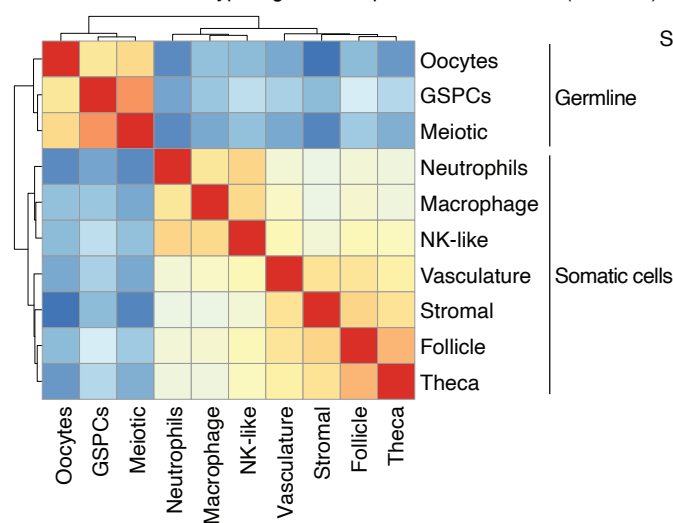 S
Oocytes
GSPCs
Germline
Meiotic
Neutrophils
Macrophage
NK-like
Vasculature
Somatic cells
Stromal
Follicle
Theca
Oocytes
GSPCs
Meiotic
Neutrophils
Macrophage
NK-like
Vasculature
Stromal
Follicle
Theca